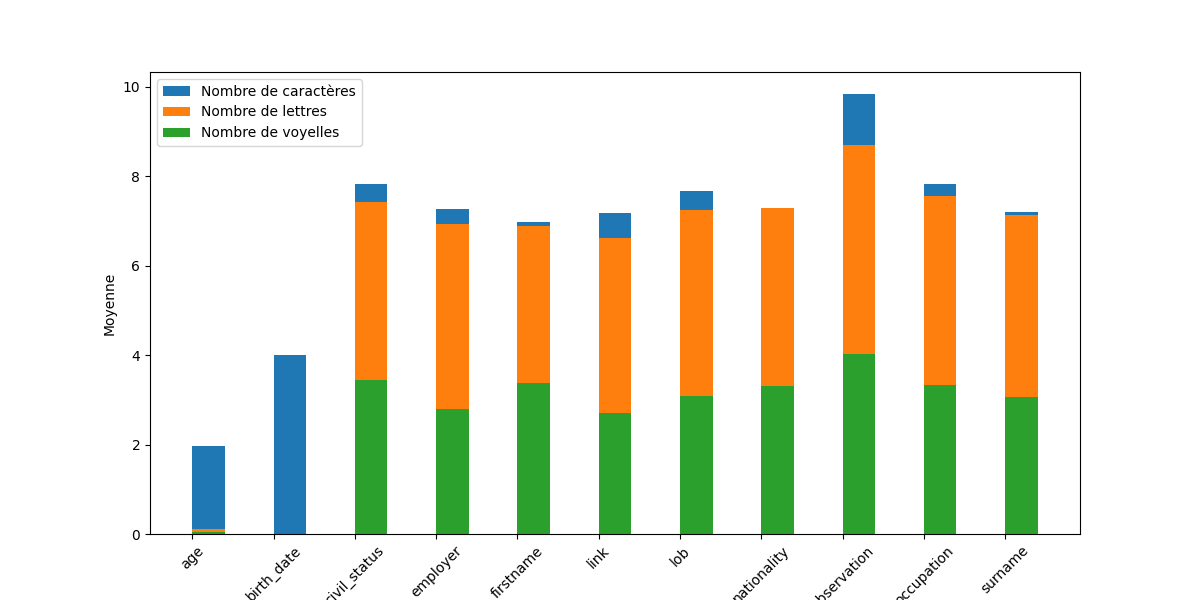 10
8
6
4
2
0
Moyenne
Nombre de caractères
Nombre de lettres
Nombre de voyelles
age
birth_date
civil_status
employer
firstname
link
lob
nationality
observation
occupation
surname